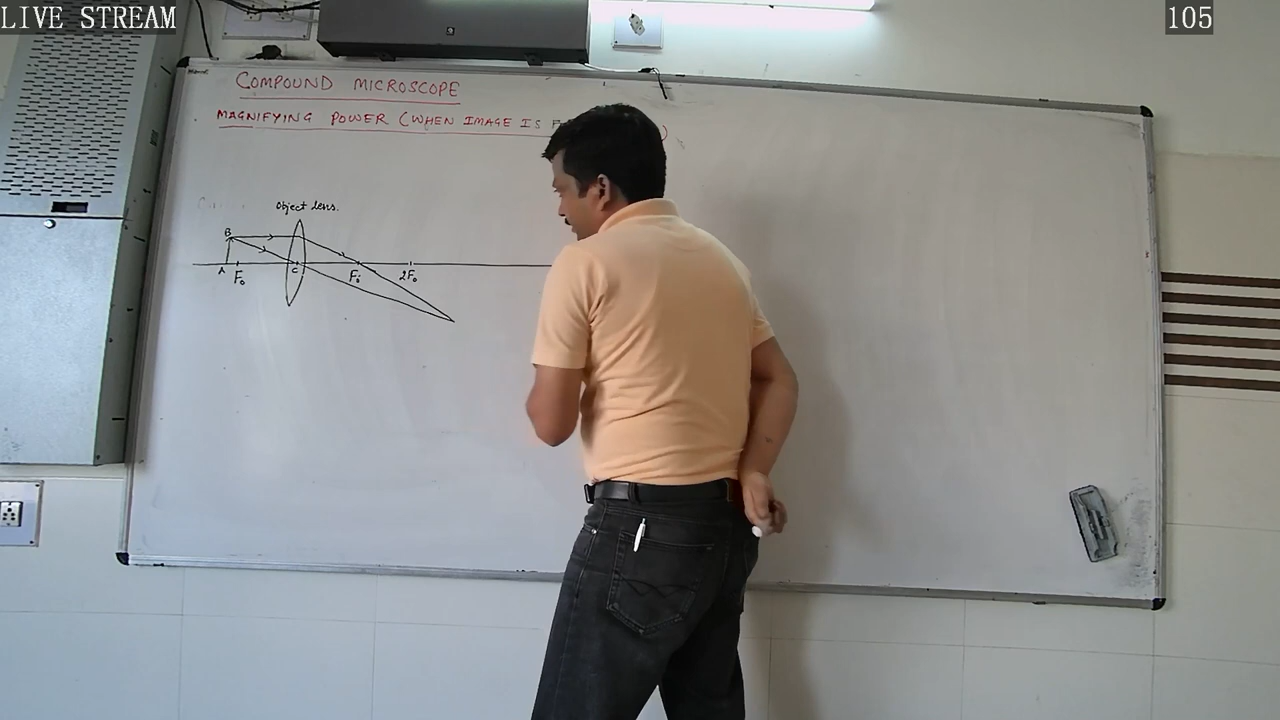 LIVE STREAM
105
COMPOUND MICROSCOPE
MAGNIFYING POWER (WHEN IMAGE IS
)
Object lens.
B
A
F₀
C
F₀
2F₀